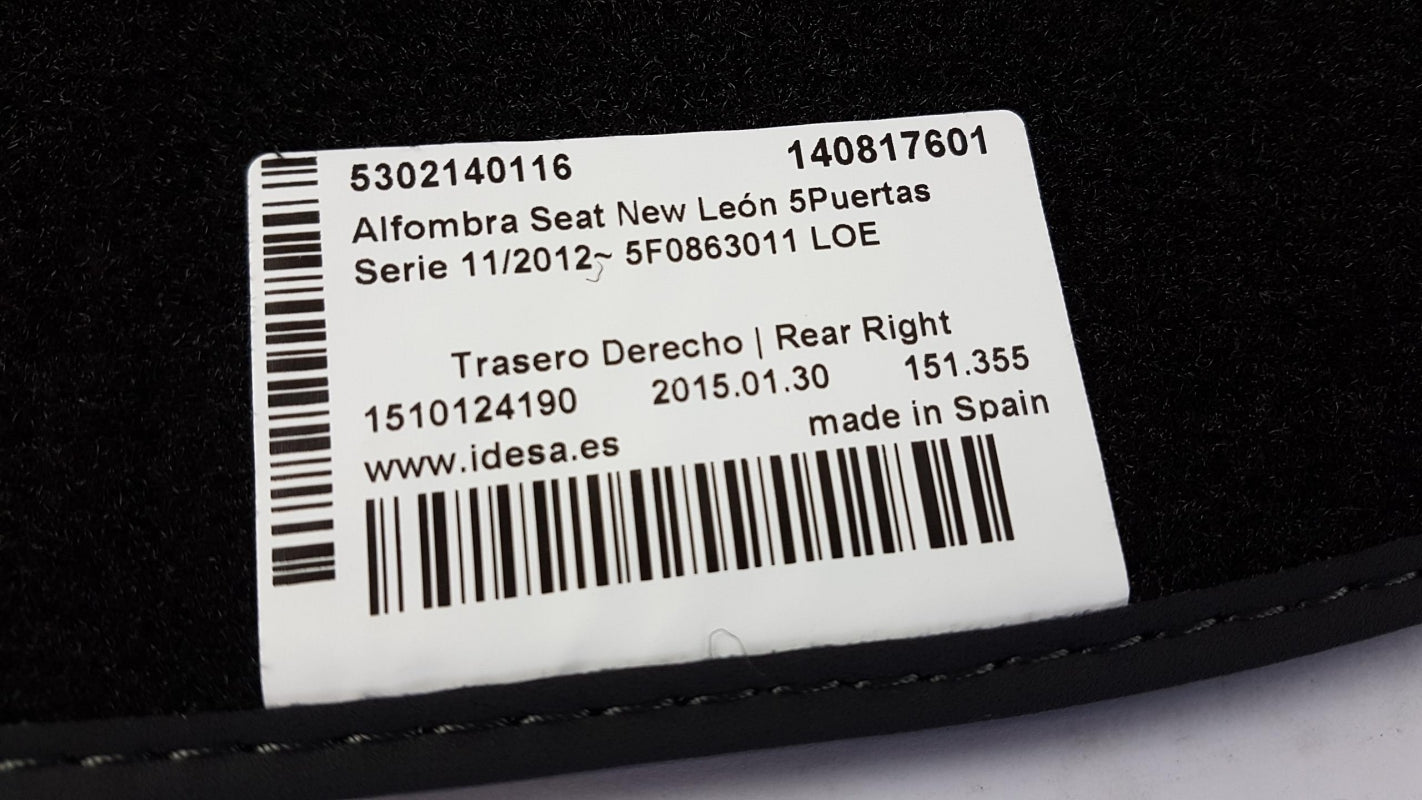 5302140116 140817601
Alfombra Seat New León 5Puertas
Serie 11/2012~ 5F0863011 LOE
Trasero Derecho | Rear Right
1510124190 2015.01.30 151.355
www.idesa.es made in Spain